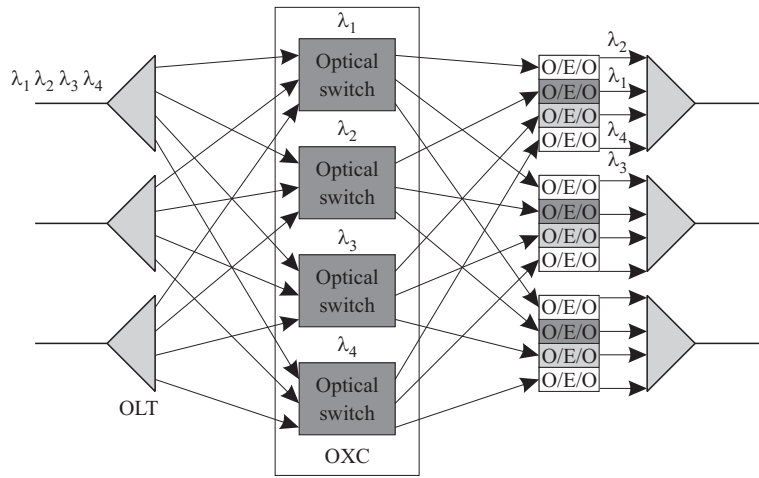 λ1 λ2 λ3 λ4
OLT
λ1
Optical
switch
λ2
Optical
switch
λ3
Optical
switch
λ4
Optical
switch
OXC
O/E/O
O/E/O
O/E/O
O/E/O
λ2
λ1
λ4
λ3
O/E/O
O/E/O
O/E/O
O/E/O
O/E/O
O/E/O
O/E/O
O/E/O